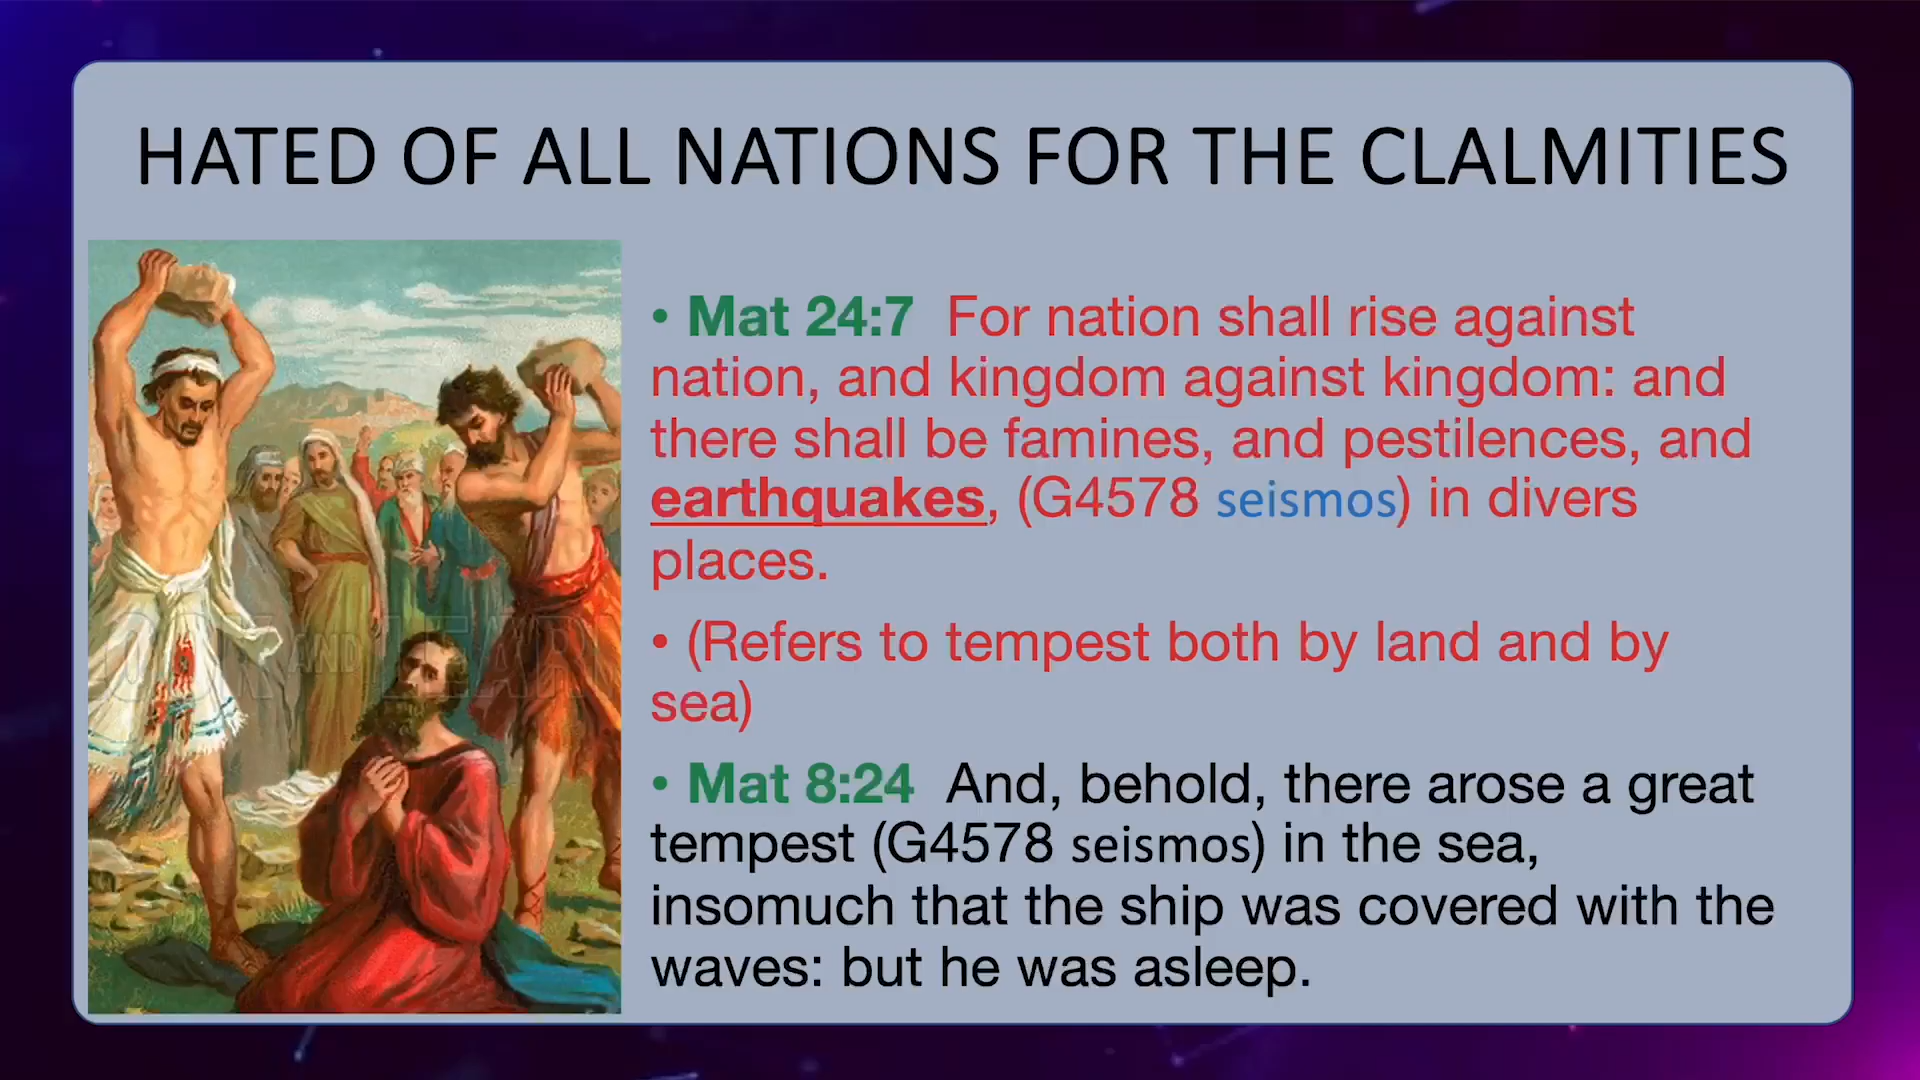 HATED OF ALL NATIONS FOR THE CLALMITIES
• Mat 24:7 For nation shall rise against
nation, and kingdom against kingdom: and
there shall be famines, and pestilences, and
earthquakes, (G4578 seismos) in divers
places.
• (Refers to tempest both by land and by
sea)
• Mat 8:24 And, behold, there arose a great
tempest (G4578 seismos) in the sea,
insomuch that the ship was covered with the
waves: but he was asleep.
AND LEARN